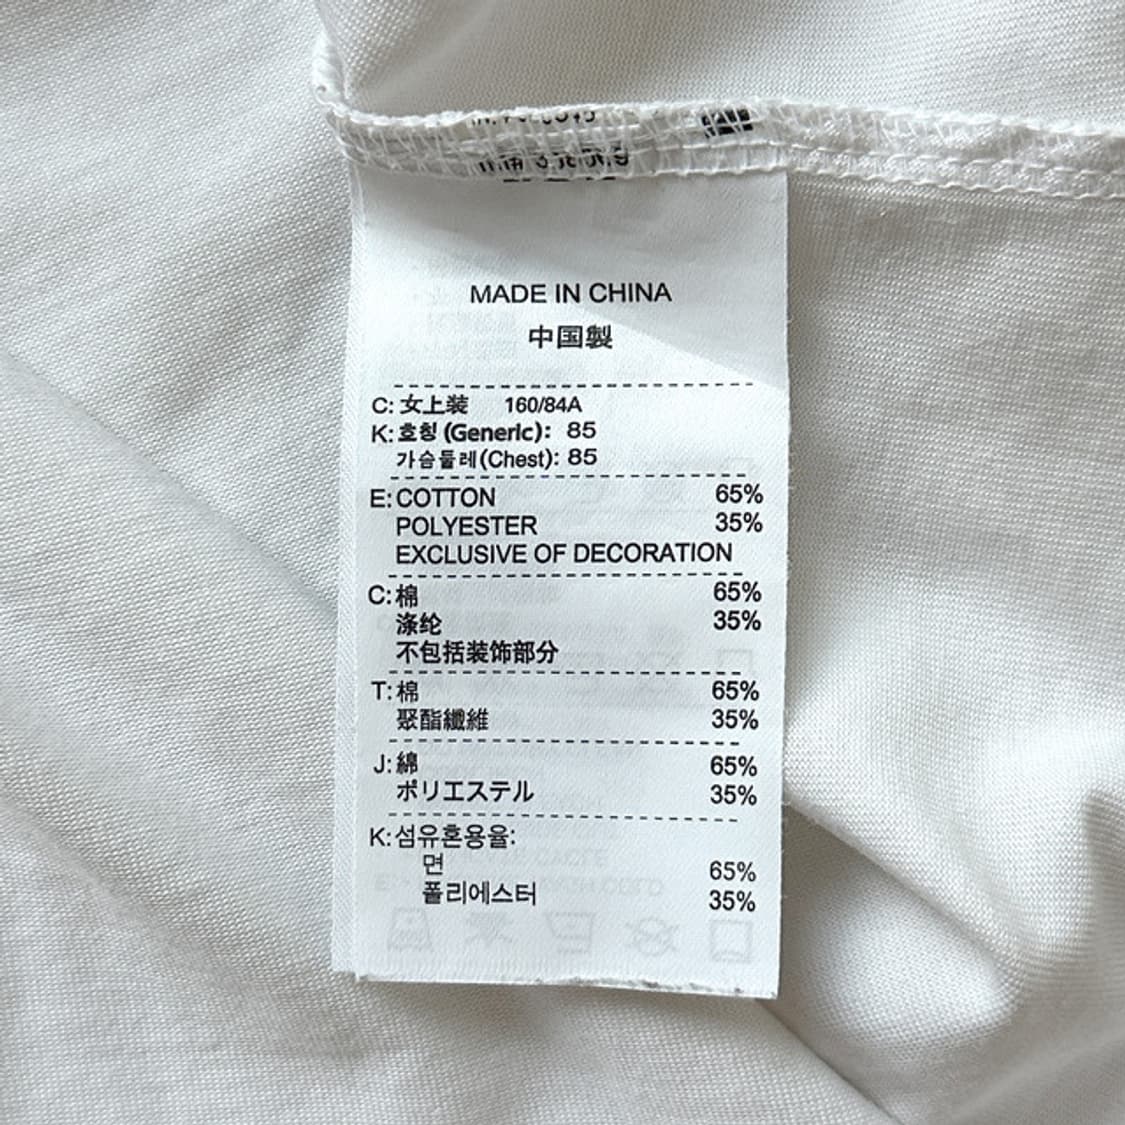 MADE IN CHINA
中国製
C: 女上装 160/84A
K: 호칭 (Generic): 85
가슴둘레(Chest): 85
E: COTTON 65%
POLYESTER 35%
EXCLUSIVE OF DECORATION
C: 棉 65%
涤纶 35%
不包括装饰部分
T: 棉 65%
聚酯纖維 35%
J: 綿 65%
ポリエステル 35%
K: 섬유혼용율:
면 65%
폴리에스터 35%